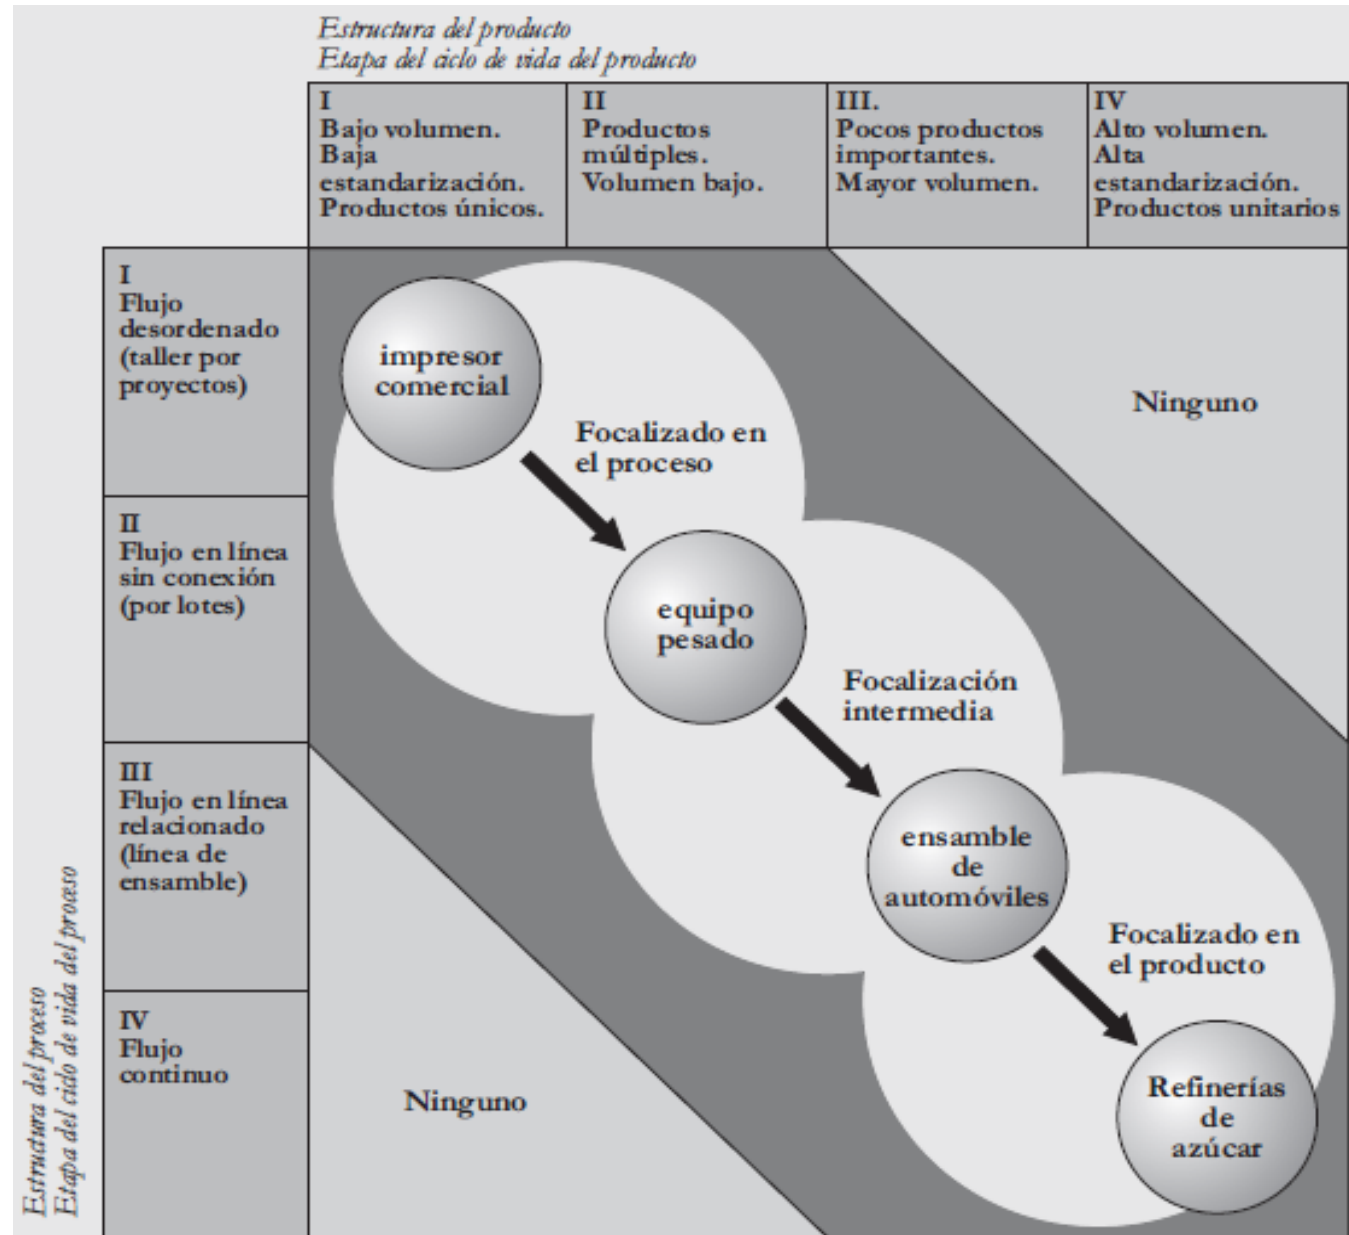 Estructura del producto
Etapa del ciclo de vida del producto
I
Bajo volumen.
Baja
estandarización.
Productos únicos.
II
Productos
múltiples.
Volumen bajo.
III.
Pocos productos
importantes.
Mayor volumen.
IV
Alto volumen.
Alta
estandarización.
Productos unitarios
Estructura del proceso
Etapa del ciclo de vida del proceso
I
Flujo
desordenado
(taller por
proyectos)
II
Flujo en línea
sin conexión
(por lotes)
III
Flujo en línea
relacionado
(línea de
ensamble)
IV
Flujo
continuo
impresor
comercial
Focalizado en
el proceso
Ninguno
equipo
pesado
Focalización
intermedia
ensamble
de
automóviles
Focalizado en
el producto
Ninguno
Refinerías
de
azúcar